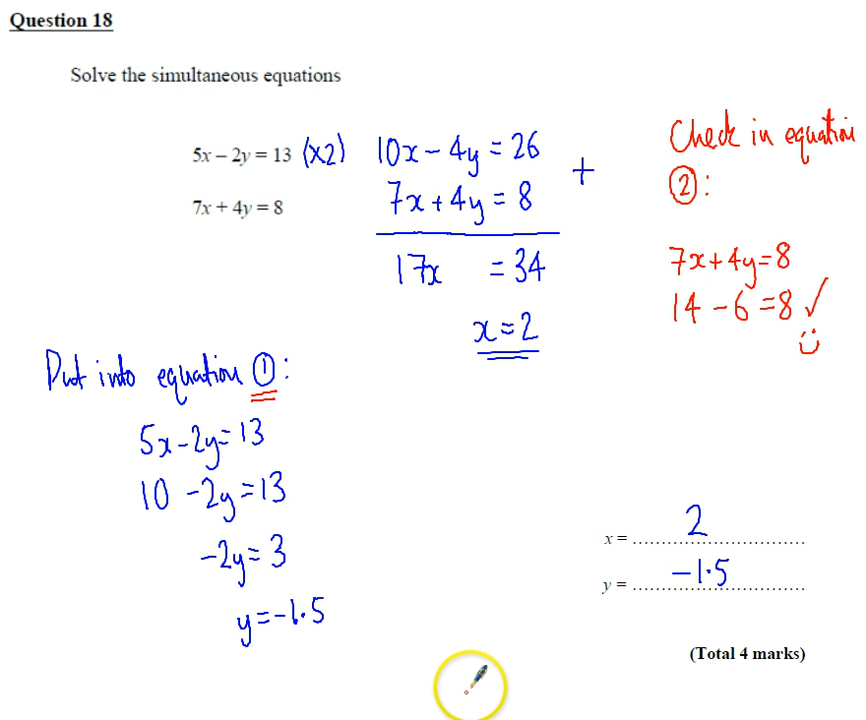 Question 18
Solve the simultaneous equations
5x – 2y = 13 (x2)
7x + 4y = 8
10x – 4y = 26
7x + 4y = 8
+
17x = 34
x = 2
Check in equation
②:
7x + 4y = 8
14 – 6 = 8 ✓
Put into equation ①:
5x – 2y = 13
10 – 2y = 13
–2y = 3
y = –1.5
x = 2
y = –1.5
(Total 4 marks)